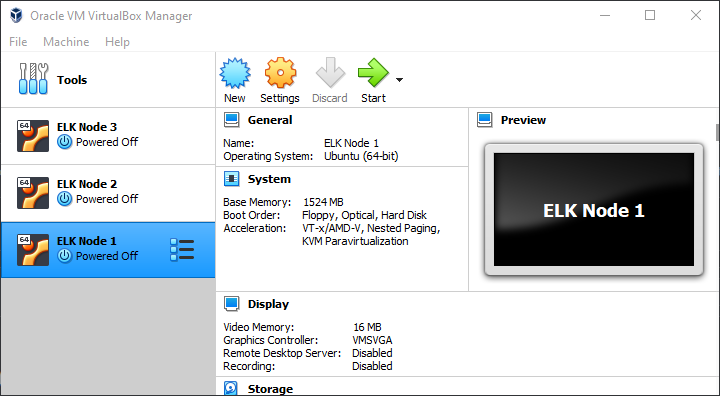 Oracle VM VirtualBox Manager
File Machine Help
Tools
New Settings Discard Start
64
ELK Node 3
Powered Off
64
ELK Node 2
Powered Off
64
ELK Node 1
Powered Off
General
Name: ELK Node 1
Operating System: Ubuntu (64-bit)
System
Base Memory: 1524 MB
Boot Order: Floppy, Optical, Hard Disk
Acceleration: VT-x/AMD-V, Nested Paging,
KVM Paravirtualization
Preview
ELK Node 1
Display
Video Memory: 16 MB
Graphics Controller: VMSVGA
Remote Desktop Server: Disabled
Recording: Disabled
Storage